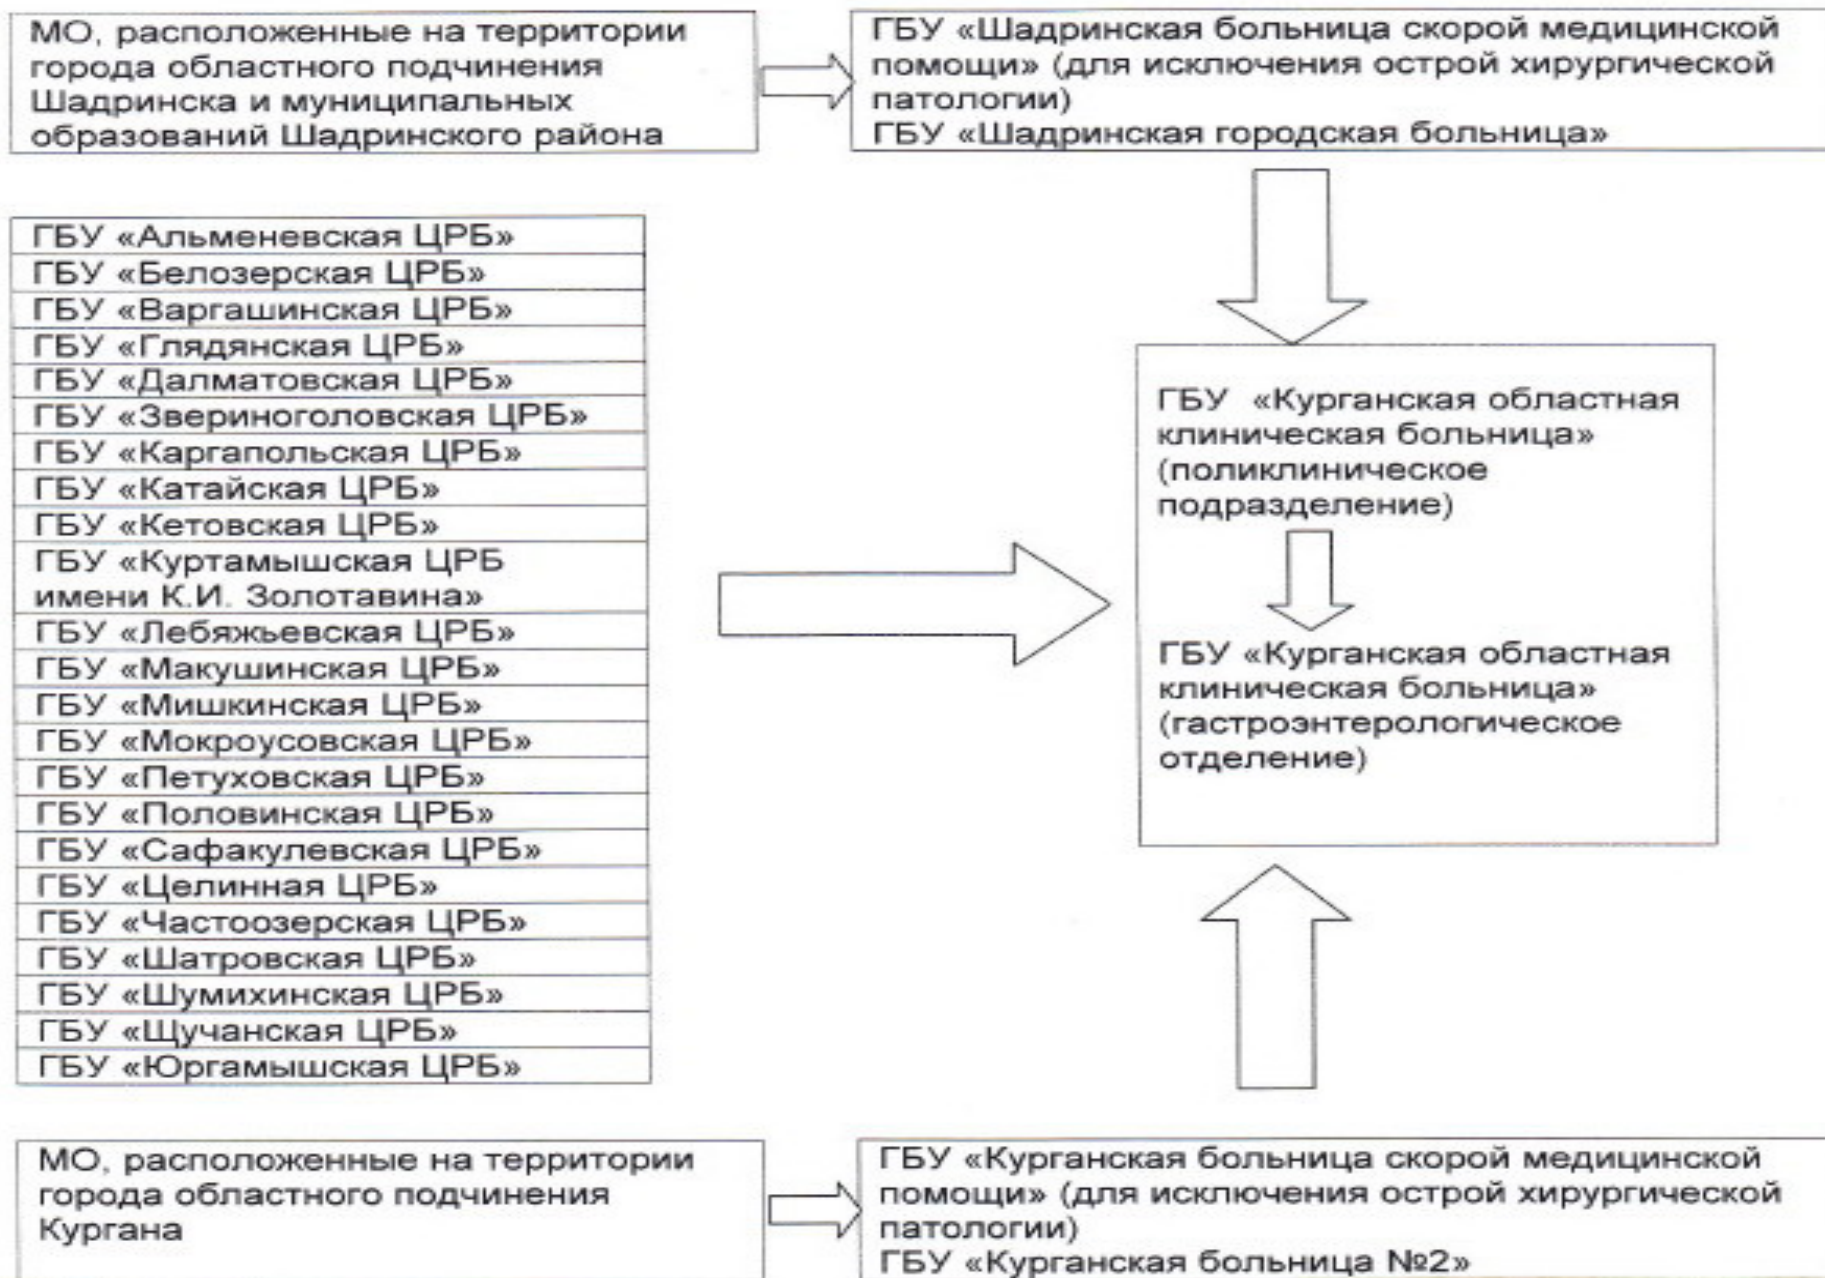 МО, расположенные на территории
города областного подчинения
Шадринска и муниципальных
образований Шадринского района
ГБУ «Шадринская больница скорой медицинской
помощи» (для исключения острой хирургической
патологии)
ГБУ «Шадринская городская больница»
ГБУ «Альменевская ЦРБ»
ГБУ «Белозерская ЦРБ»
ГБУ «Варгашинская ЦРБ»
ГБУ «Глядянская ЦРБ»
ГБУ «Далматовская ЦРБ»
ГБУ «Звериноголовская ЦРБ»
ГБУ «Каргапольская ЦРБ»
ГБУ «Катайская ЦРБ»
ГБУ «Кетовская ЦРБ»
ГБУ «Куртамышская ЦРБ
имени К.И. Золотавина»
ГБУ «Лебяжьевская ЦРБ»
ГБУ «Макушинская ЦРБ»
ГБУ «Мишкинская ЦРБ»
ГБУ «Мокроусовская ЦРБ»
ГБУ «Петуховская ЦРБ»
ГБУ «Половинская ЦРБ»
ГБУ «Сафакулевская ЦРБ»
ГБУ «Целинная ЦРБ»
ГБУ «Частоозерская ЦРБ»
ГБУ «Шатровская ЦРБ»
ГБУ «Шумихинская ЦРБ»
ГБУ «Щучанская ЦРБ»
ГБУ «Юргамышская ЦРБ»
ГБУ «Курганская областная
клиническая больница»
(поликлиническое
подразделение)
ГБУ «Курганская областная
клиническая больница»
(гастроэнтерологическое
отделение)
МО, расположенные на территории
города областного подчинения
Кургана
ГБУ «Курганская больница скорой медицинской
помощи» (для исключения острой хирургической
патологии)
ГБУ «Курганская больница №2»